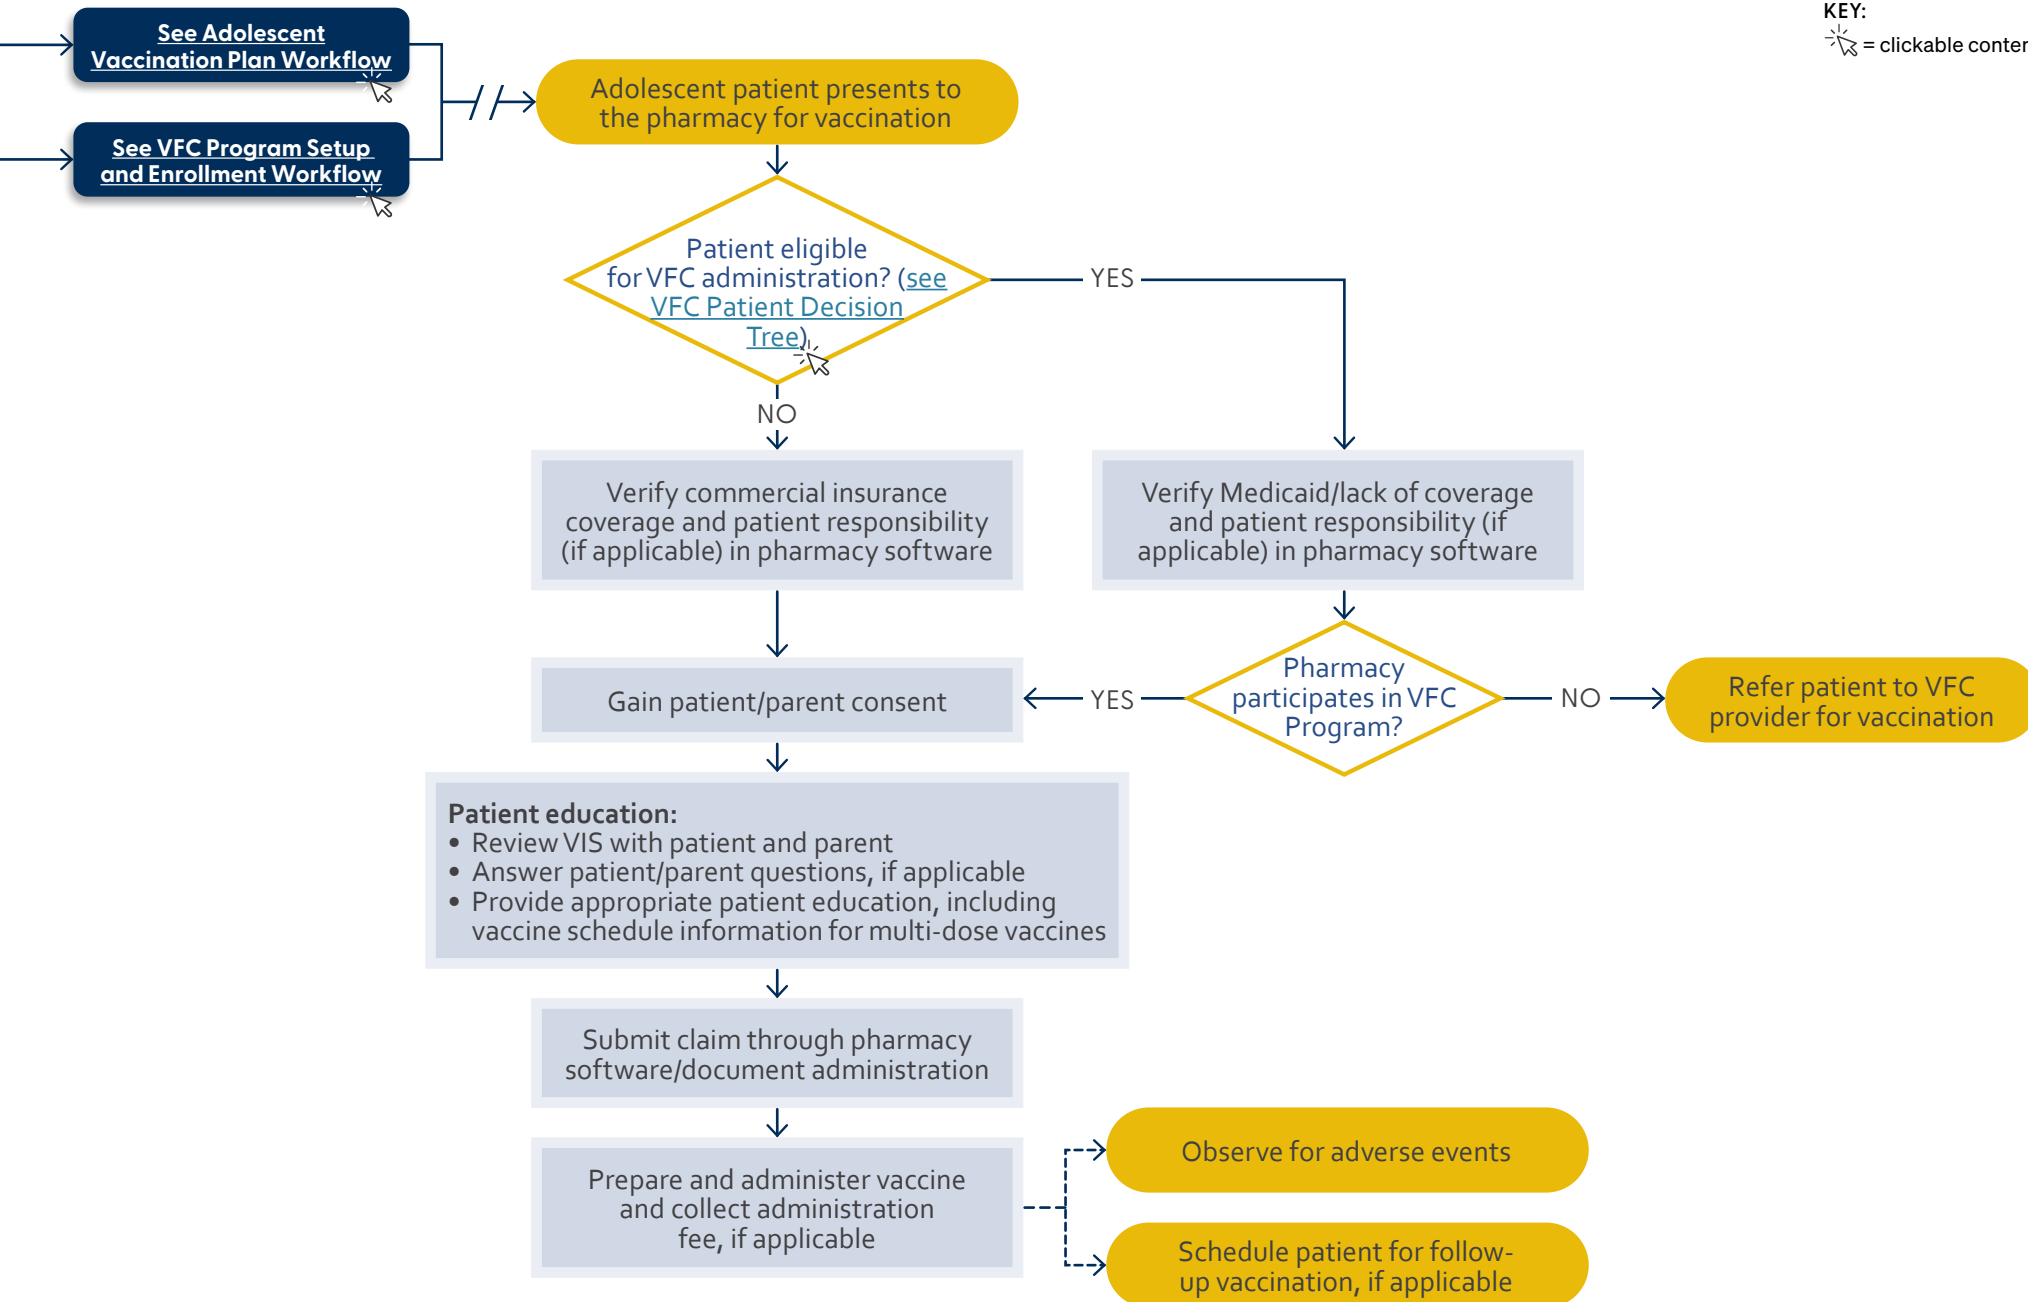 KEY:
= clickable conten
See Adolescent
Vaccination Plan Workflow
See VFC Program Setup
and Enrollment Workflow
Adolescent patient presents to
the pharmacy for vaccination
Patient eligible
for VFC administration? (see
VFC Patient Decision
Tree)
YES
NO
Verify commercial insurance
coverage and patient responsibility
(if applicable) in pharmacy software
Verify Medicaid/lack of coverage
and patient responsibility (if
applicable) in pharmacy software
Gain patient/parent consent
YES
Pharmacy
participates in VFC
Program?
NO
Refer patient to VFC
provider for vaccination
Patient education:
• Review VIS with patient and parent
• Answer patient/parent questions, if applicable
• Provide appropriate patient education, including
vaccine schedule information for multi-dose vaccines
Submit claim through pharmacy
software/document administration
Prepare and administer vaccine
and collect administration
fee, if applicable
Observe for adverse events
Schedule patient for follow-
up vaccination, if applicable